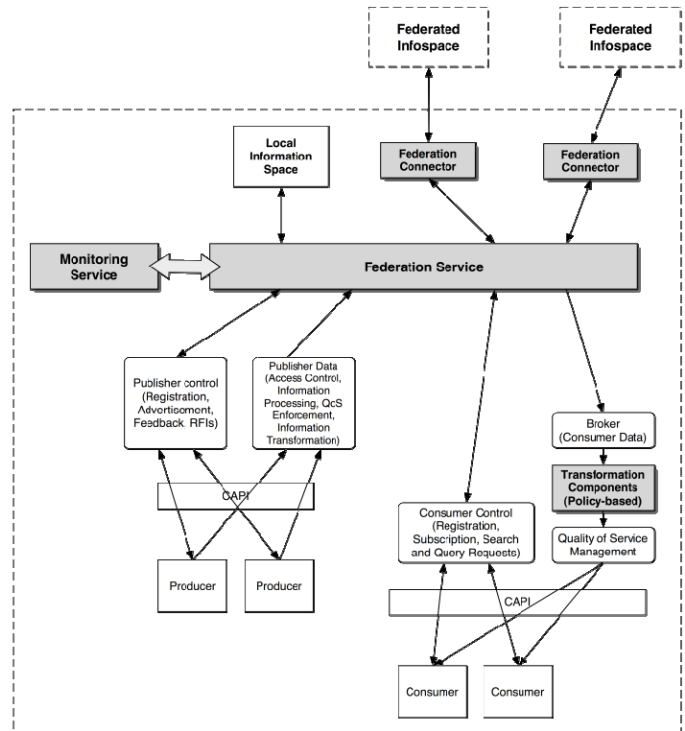 Federated
Infospace
Federated
Infospace
Local
Information
Space
Federation
Connector
Federation
Connector
Monitoring
Service
Federation Service
Publisher control
(Registration,
Advertisement,
Feedback, RFIs)
Publisher Data
(Access Control,
Information
Processing, QoS
Enforcement,
Information
Transformation)
Broker
(Consumer Data)
Transformation
Components
(Policy-based)
CAPI
Consumer Control
(Registration,
Subscription, Search
and Query Requests)
Quality of Service
Management
Producer
Producer
CAPI
Consumer
Consumer